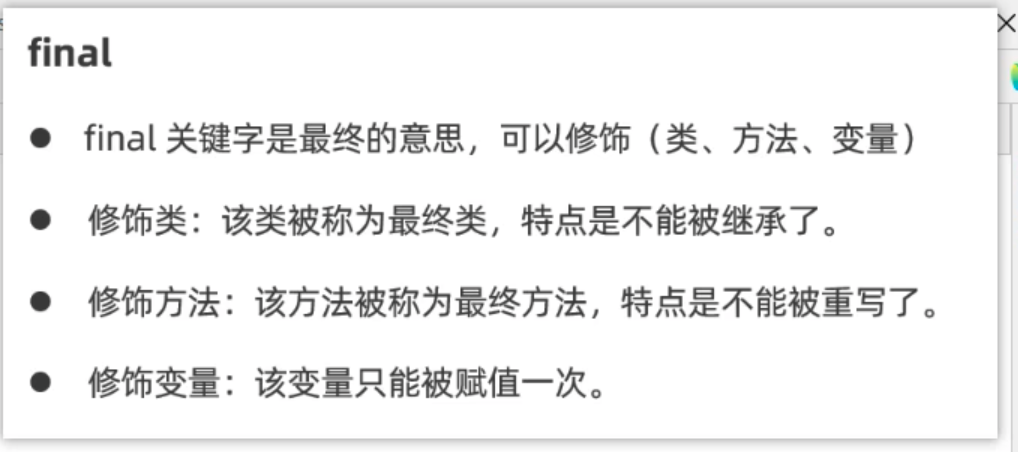 final
● final 关键字是最终的意思，可以修饰（类、方法、变量）
● 修饰类：该类被称为最终类，特点是不能被继承了。
● 修饰方法：该方法被称为最终方法，特点是不能被重写了。
● 修饰变量：该变量只能被赋值一次。